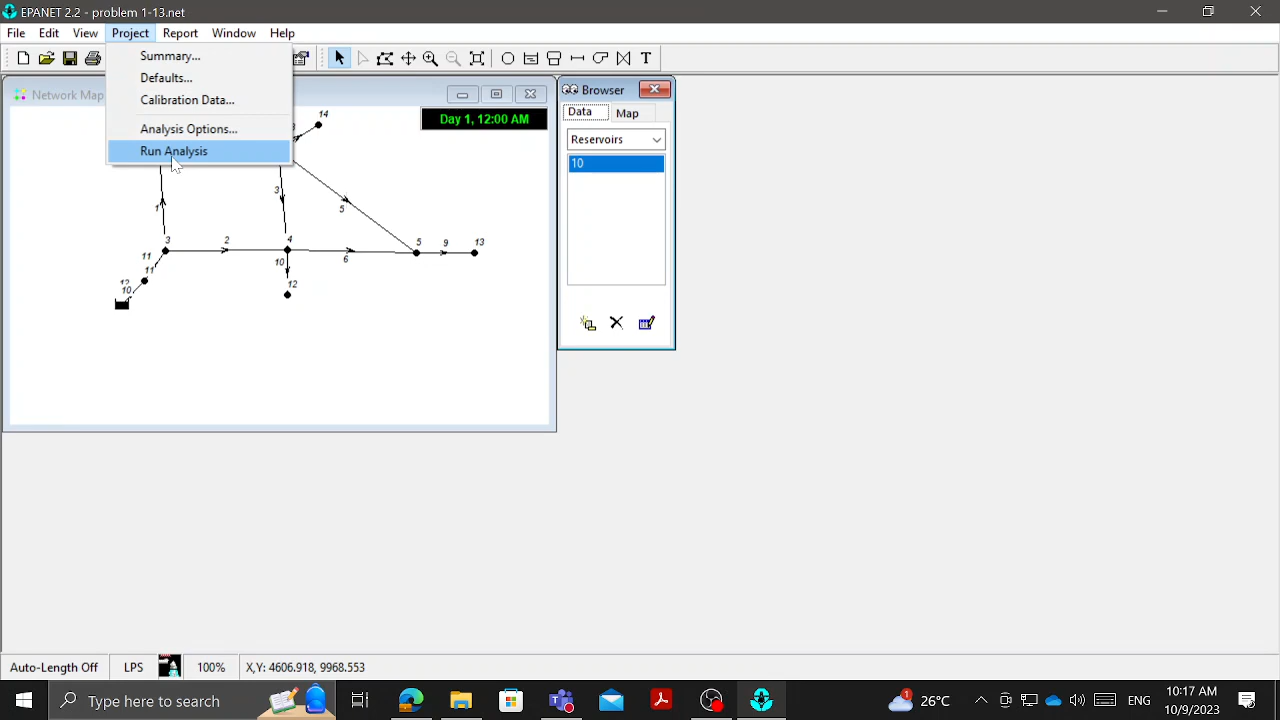 EPANET 2.2 - problem 1-13.net
File Edit View Project Report Window Help
Summary...
Defaults...
Calibration Data...
Analysis Options...
Run Analysis
Network Map
Day 1, 12:00 AM
14
3
1
5
3
2
4
5
9
13
11
10
6
11
12
10
12
Browser
Data Map
Reservoirs
10
T
Auto-Length Off LPS 100% X,Y: 4606.918, 9968.553
Type here to search
1
26°C
ENG
10:17 AM
10/9/2023